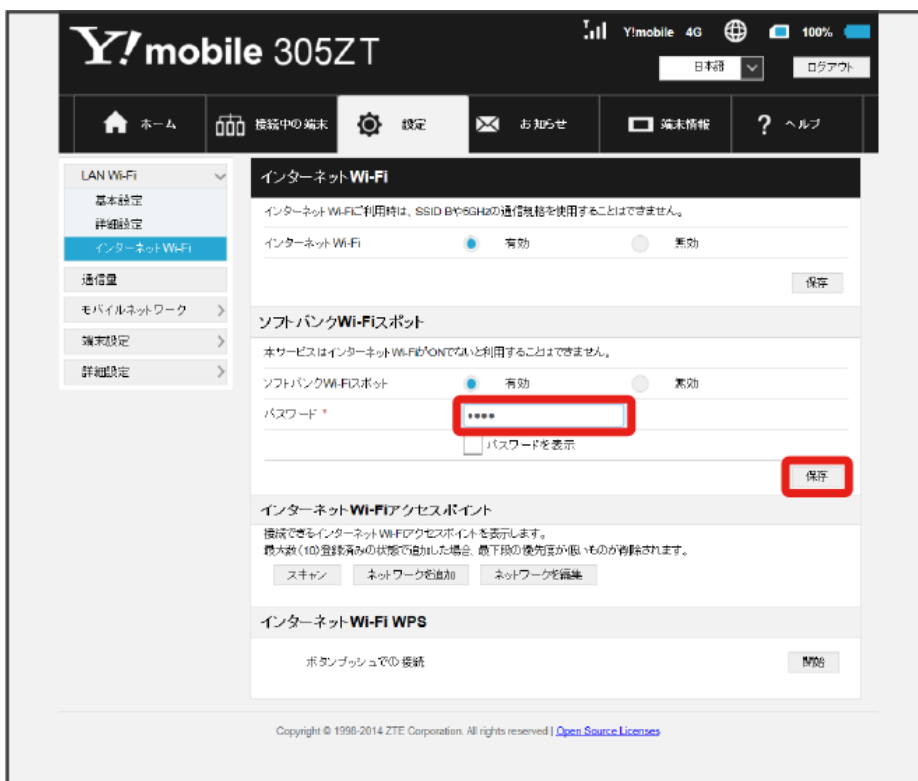 Y!mobile 4G 100%
Y! mobile 305ZT
日本語 ログアウト
ホーム 接続中の端末 設定 お知らせ 端末情報 ? ヘルプ
LAN Wi-Fi
基本設定
詳細設定
インターネットWi-Fi
通信量
モバイルネットワーク
端末設定
詳細設定
インターネットWi-Fi
インターネットWi-Fiご利用時は、SSID Bや5GHzの通信規格を使用することはできません。
インターネットWi-Fi 有効 無効
保存
ソフトバンクWi-Fiスポット
本サービスはインターネットWi-FiがONでないと利用することはできません。
ソフトバンクWi-Fiスポット 有効 無効
パスワード * ••••
パスワードを表示
保存
インターネットWi-Fiアクセスポイント
接続できるインターネットWi-Fiアクセスポイントを表示します。
最大数(10)登録済みの状態で追加した場合、最下段の優先度が低いものが削除されます。
スキャン ネットワークを追加 ネットワークを編集
インターネットWi-Fi WPS
ボタンプッシュでの接続 開始
Copyright © 1998-2014 ZTE Corporation. All rights reserved | Open Source Licenses